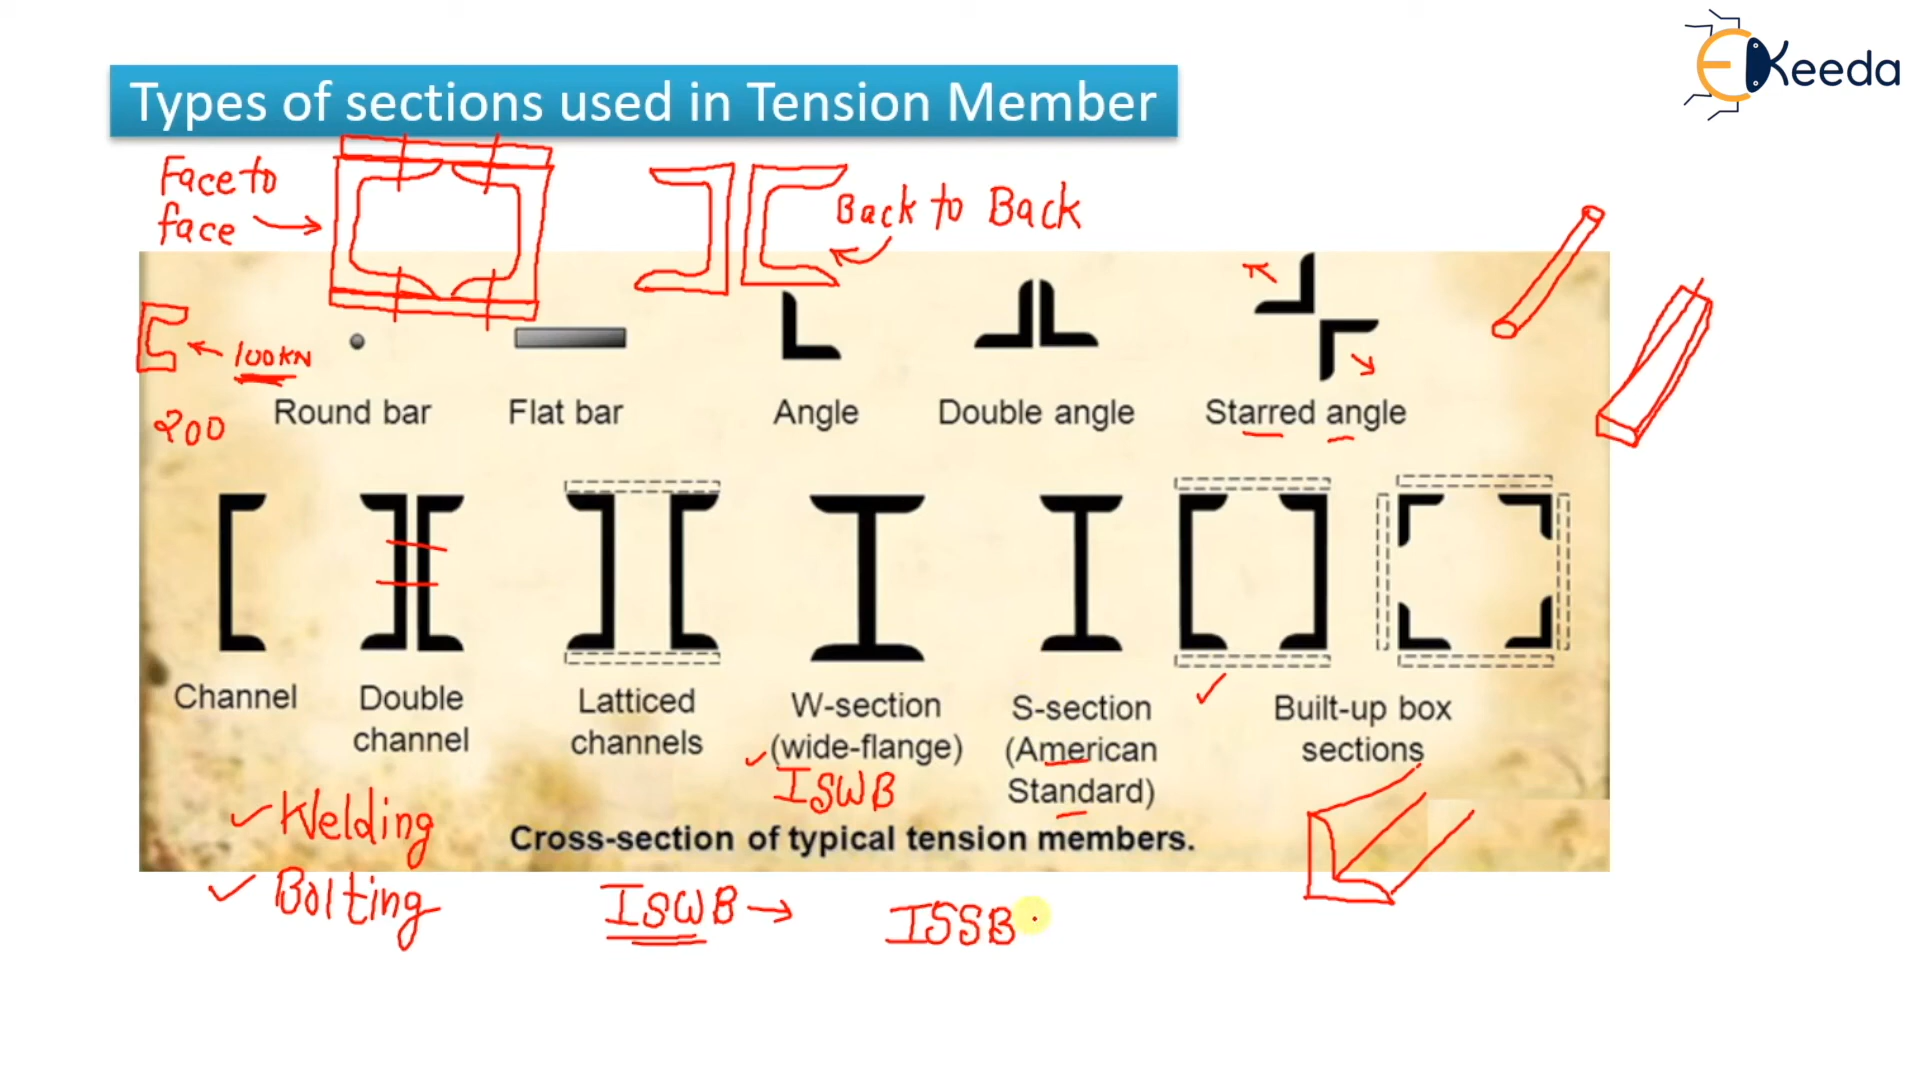 EKeeda
Types of sections used in Tension Member
Face to
face
Back to Back
100KN
200
Round bar
Flat bar
Angle
Double angle
Starred angle
Channel
Double
channel
Latticed
channels
W-section
(wide-flange)
ISWB
S-section
(American
Standard)
Built-up box
sections
Welding
Bolting
Cross-section of typical tension members.
ISWB →
ISSB